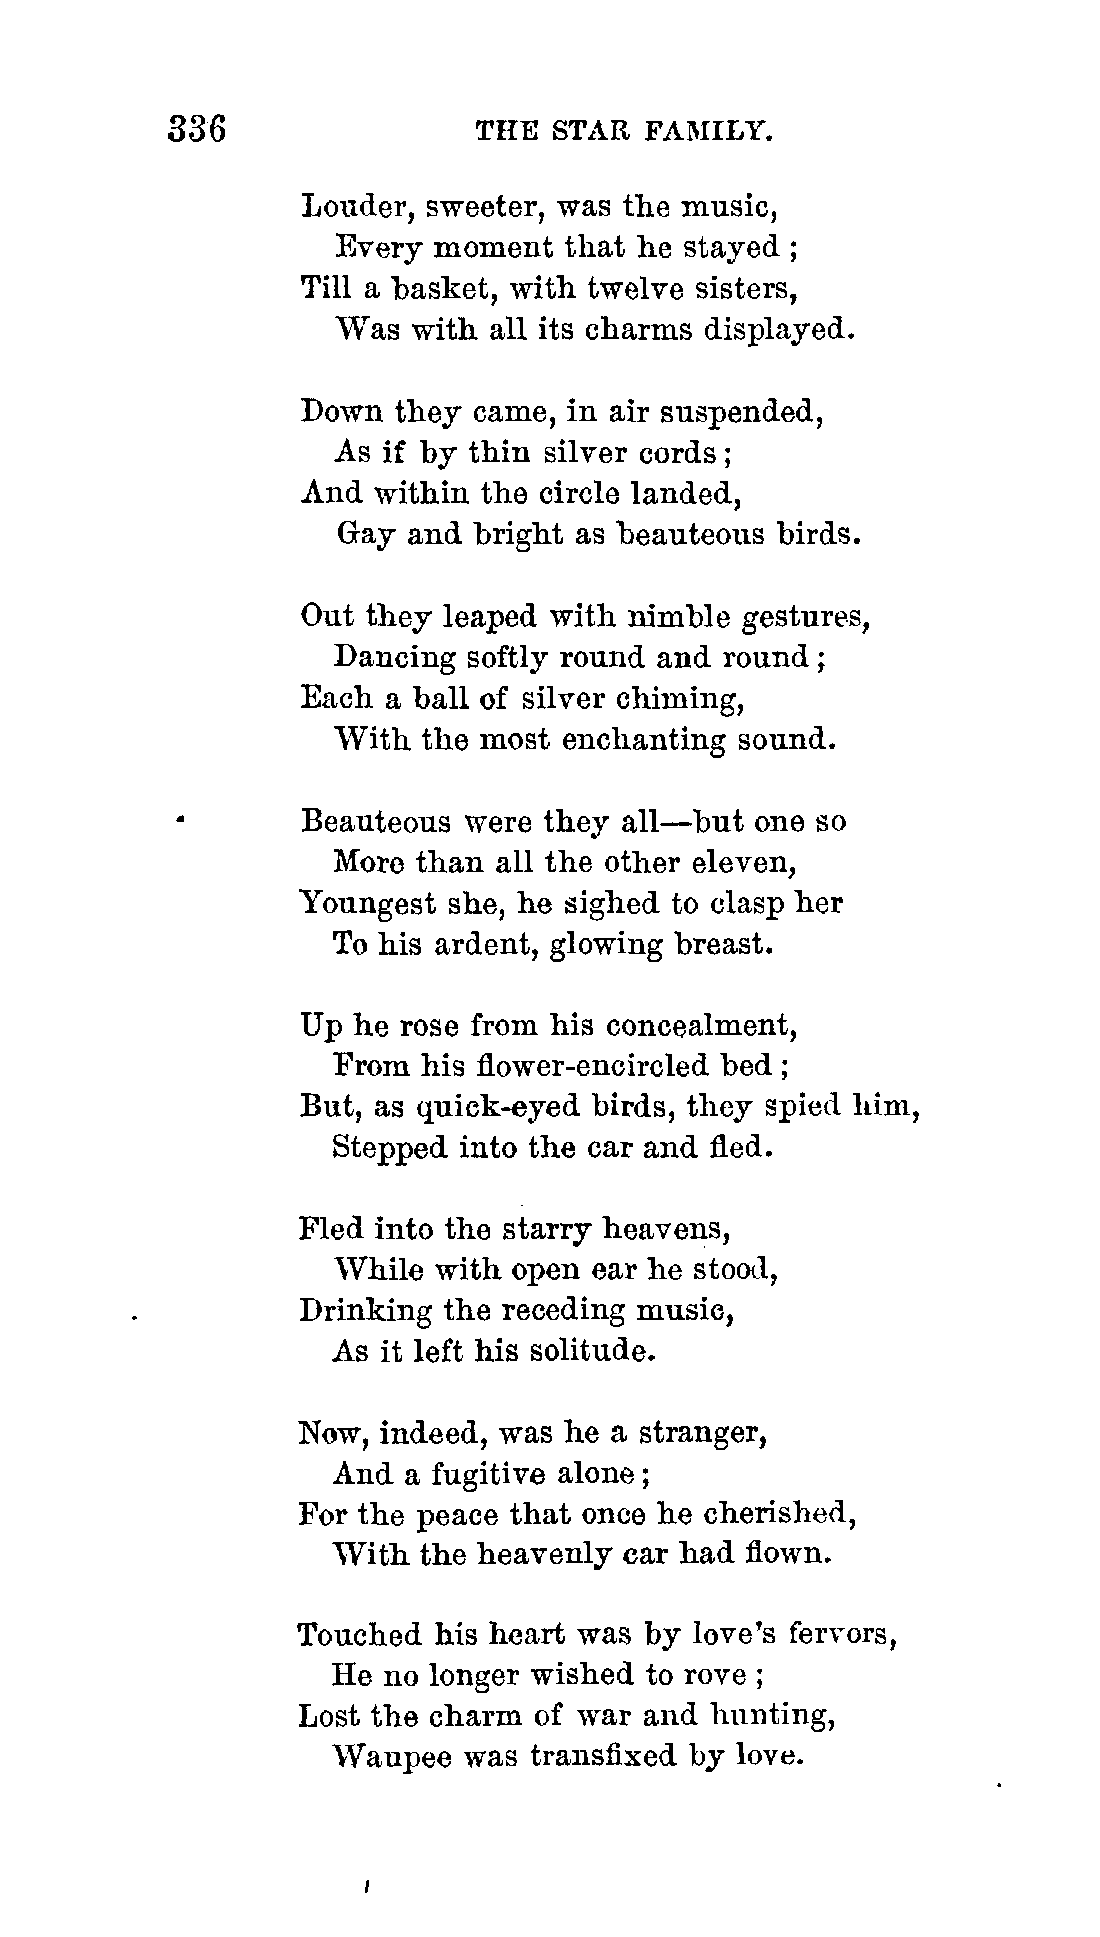 336 THE STAR FAMILY.
Louder, sweeter, was the music,
Every moment that he stayed ;
Till a basket, with twelve sisters,
Was with all its charms displayed.
Down they came, in air suspended,
As if by thin silver cords ;
And within the circle landed,
Gay and bright as beauteous birds.
Out they leaped with nimble gestures,
Dancing softly round and round ;
Each a ball of silver chiming,
With the most enchanting sound.
Beauteous were they all—but one so
More than all the other eleven,
Youngest she, he sighed to clasp her
To his ardent, glowing breast.
Up he rose from his concealment,
From his flower-encircled bed ;
But, as quick-eyed birds, they spied him,
Stepped into the car and fled.
Fled into the starry heavens,
While with open ear he stood,
Drinking the receding music,
As it left his solitude.
Now, indeed, was he a stranger,
And a fugitive alone ;
For the peace that once he cherished,
With the heavenly car had flown.
Touched his heart was by love's fervors,
He no longer wished to rove ;
Lost the charm of war and hunting,
Waupee was transfixed by love.